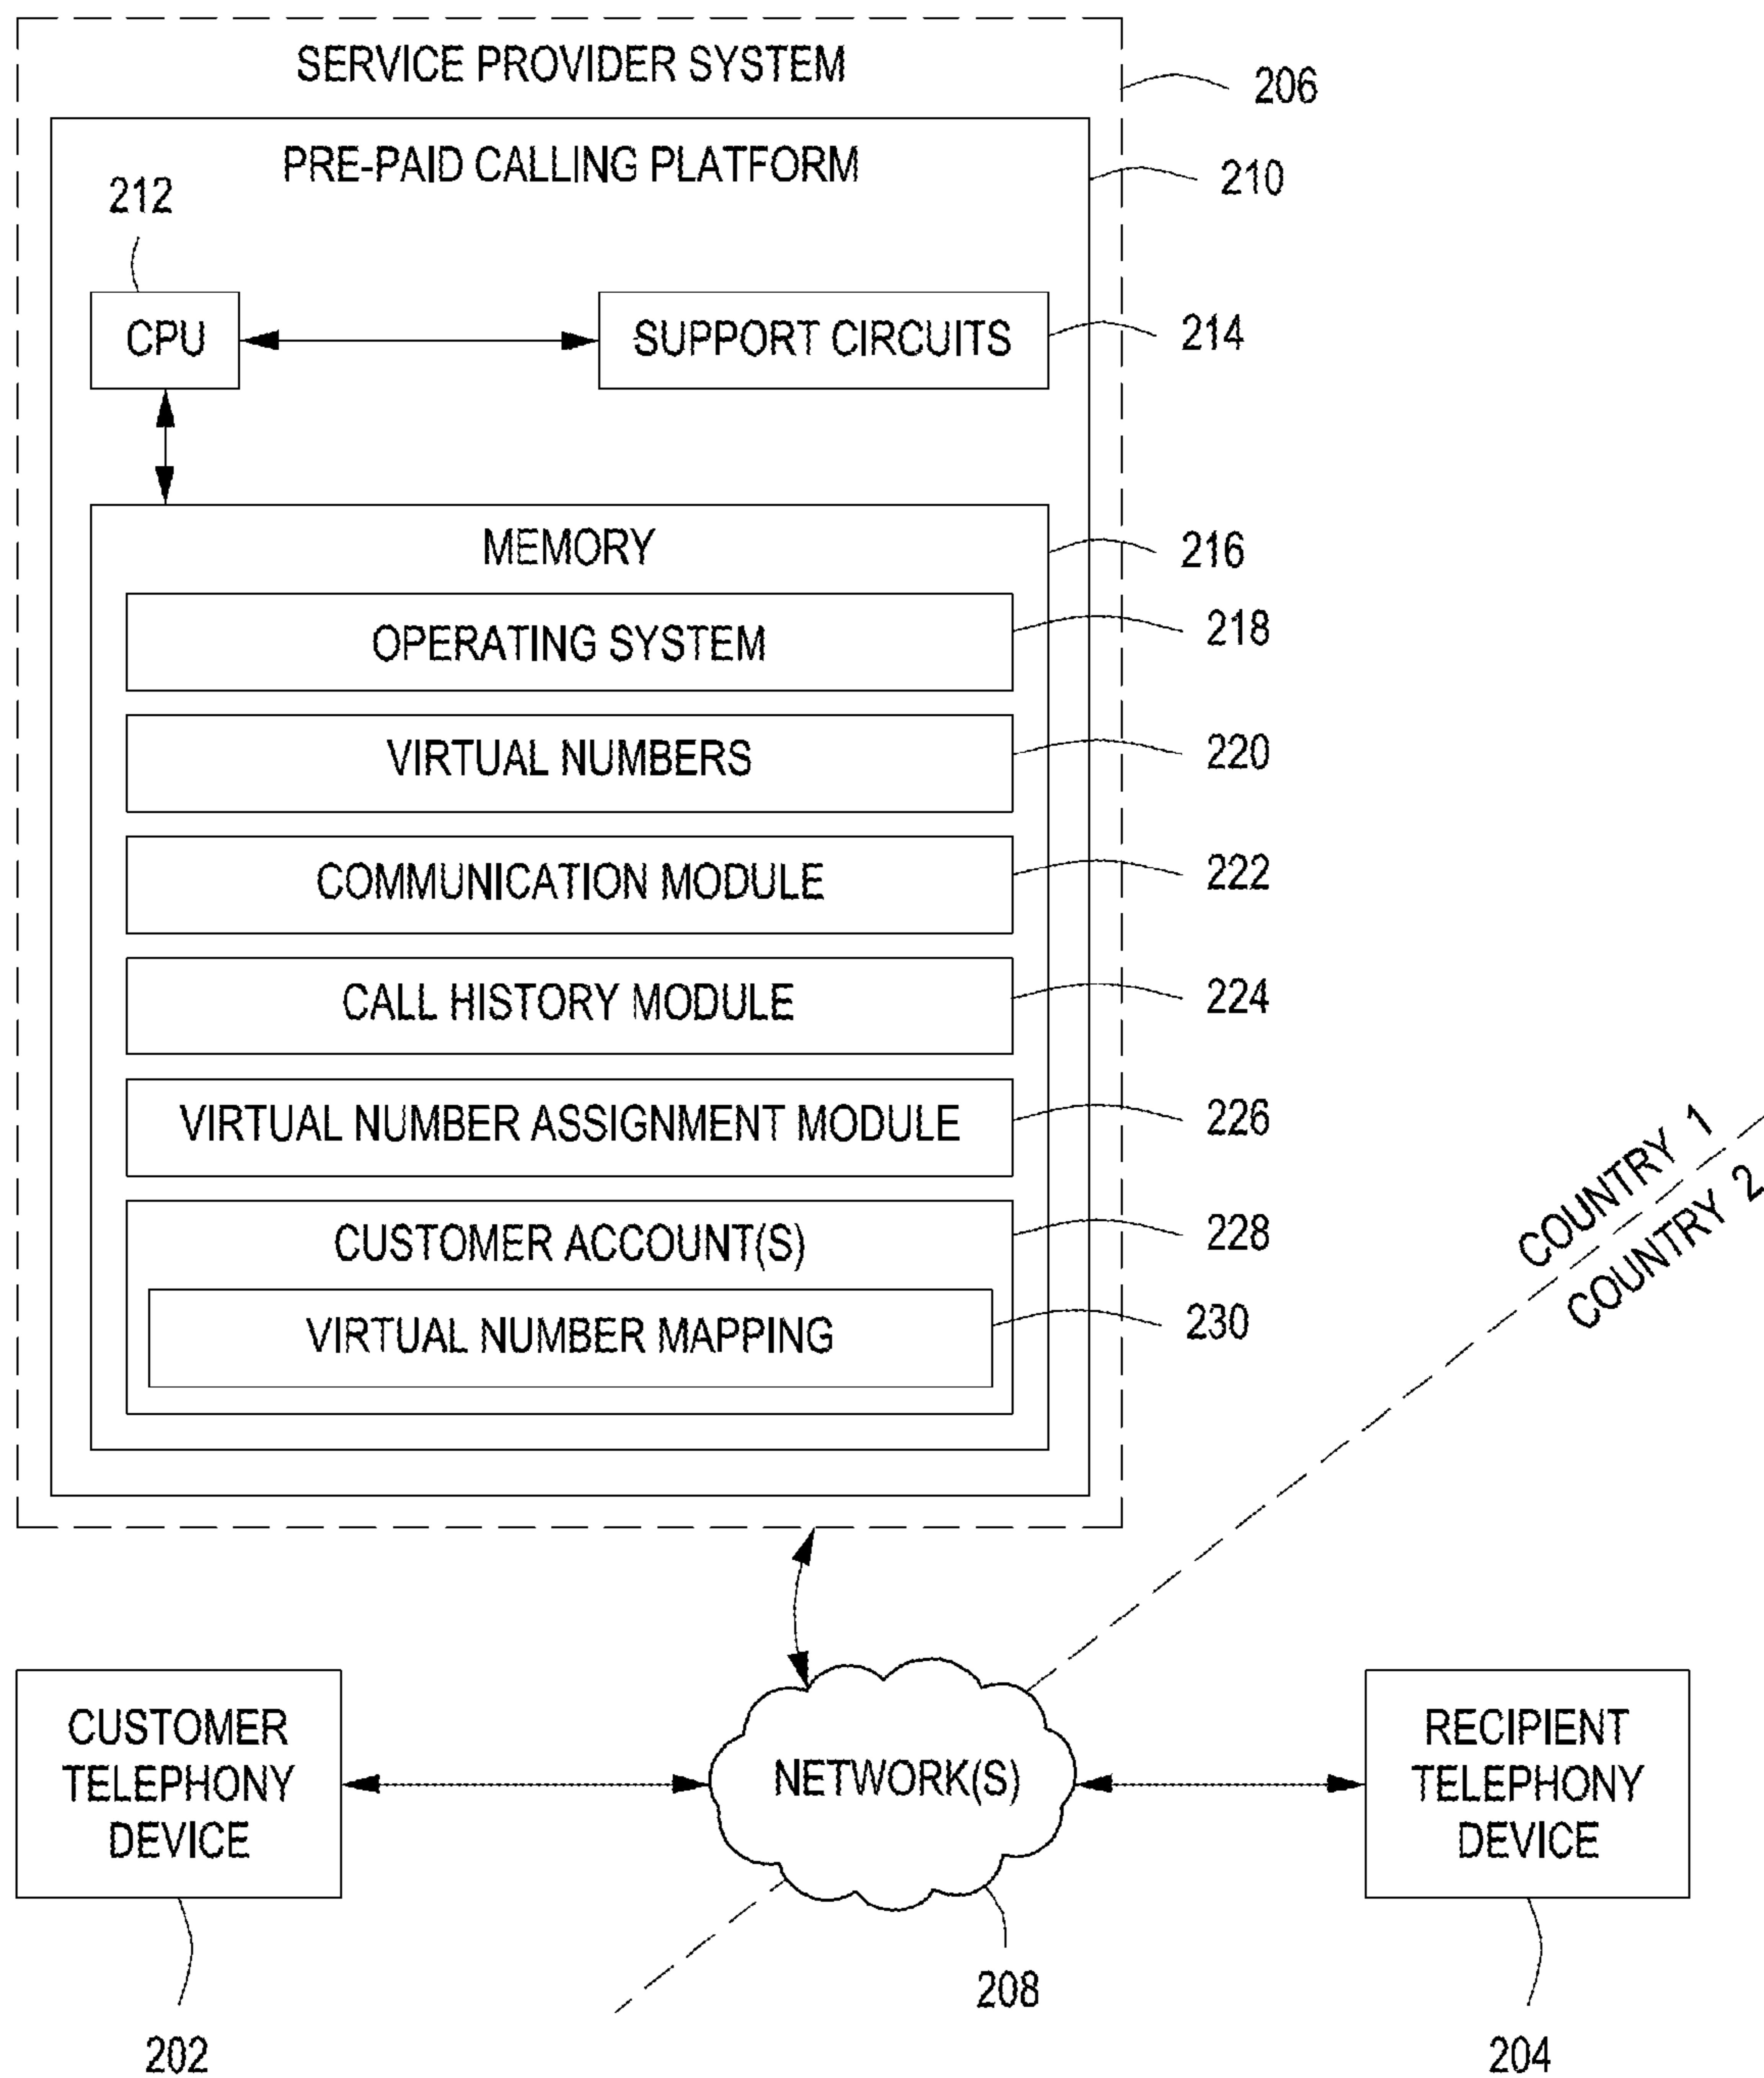 SERVICE PROVIDER SYSTEM
206
PRE-PAID CALLING PLATFORM
210
212
CPU
SUPPORT CIRCUITS
214
MEMORY
216
OPERATING SYSTEM
218
VIRTUAL NUMBERS
220
COMMUNICATION MODULE
222
CALL HISTORY MODULE
224
VIRTUAL NUMBER ASSIGNMENT MODULE
226
CUSTOMER ACCOUNT(S)
228
VIRTUAL NUMBER MAPPING
230
COUNTRY 1
COUNTRY 2
CUSTOMER
TELEPHONY
DEVICE
NETWORK(S)
RECIPIENT
TELEPHONY
DEVICE
208
202
204